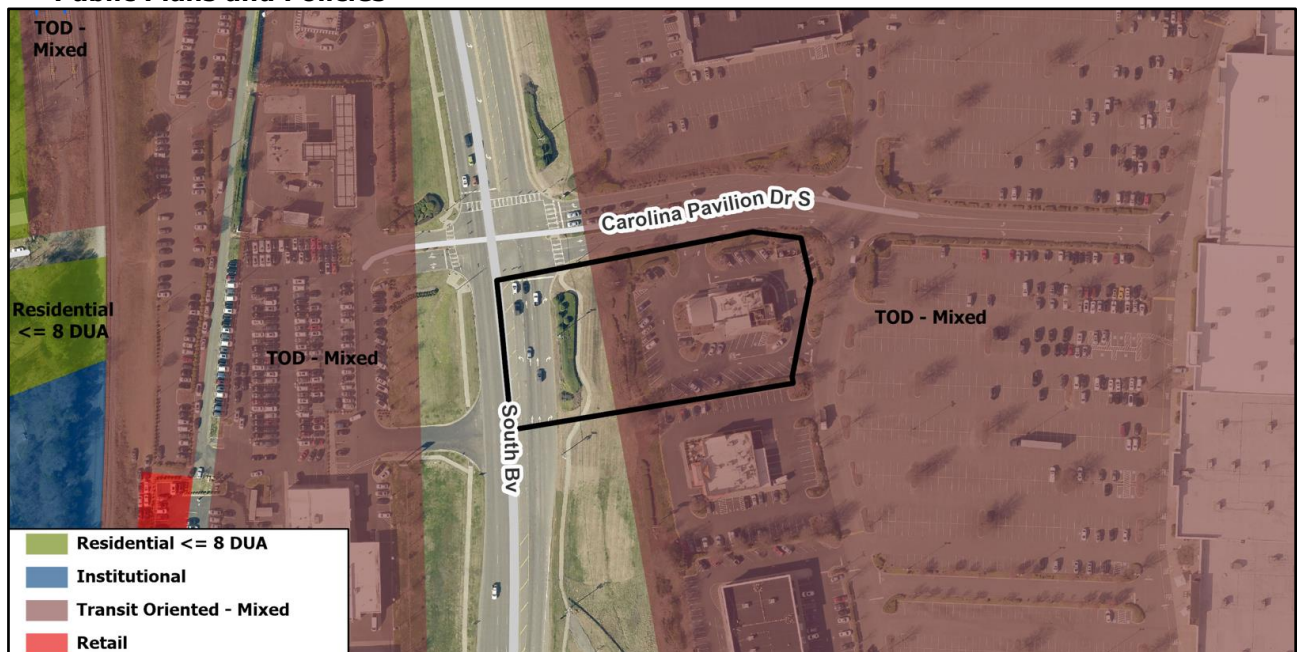 Public Plans and Policies
TOD -
Mixed
Carolina Pavilion Dr S
Residential
<= 8 DUA
TOD - Mixed
TOD - Mixed
South Bv
Residential <= 8 DUA
Institutional
Transit Oriented - Mixed
Retail